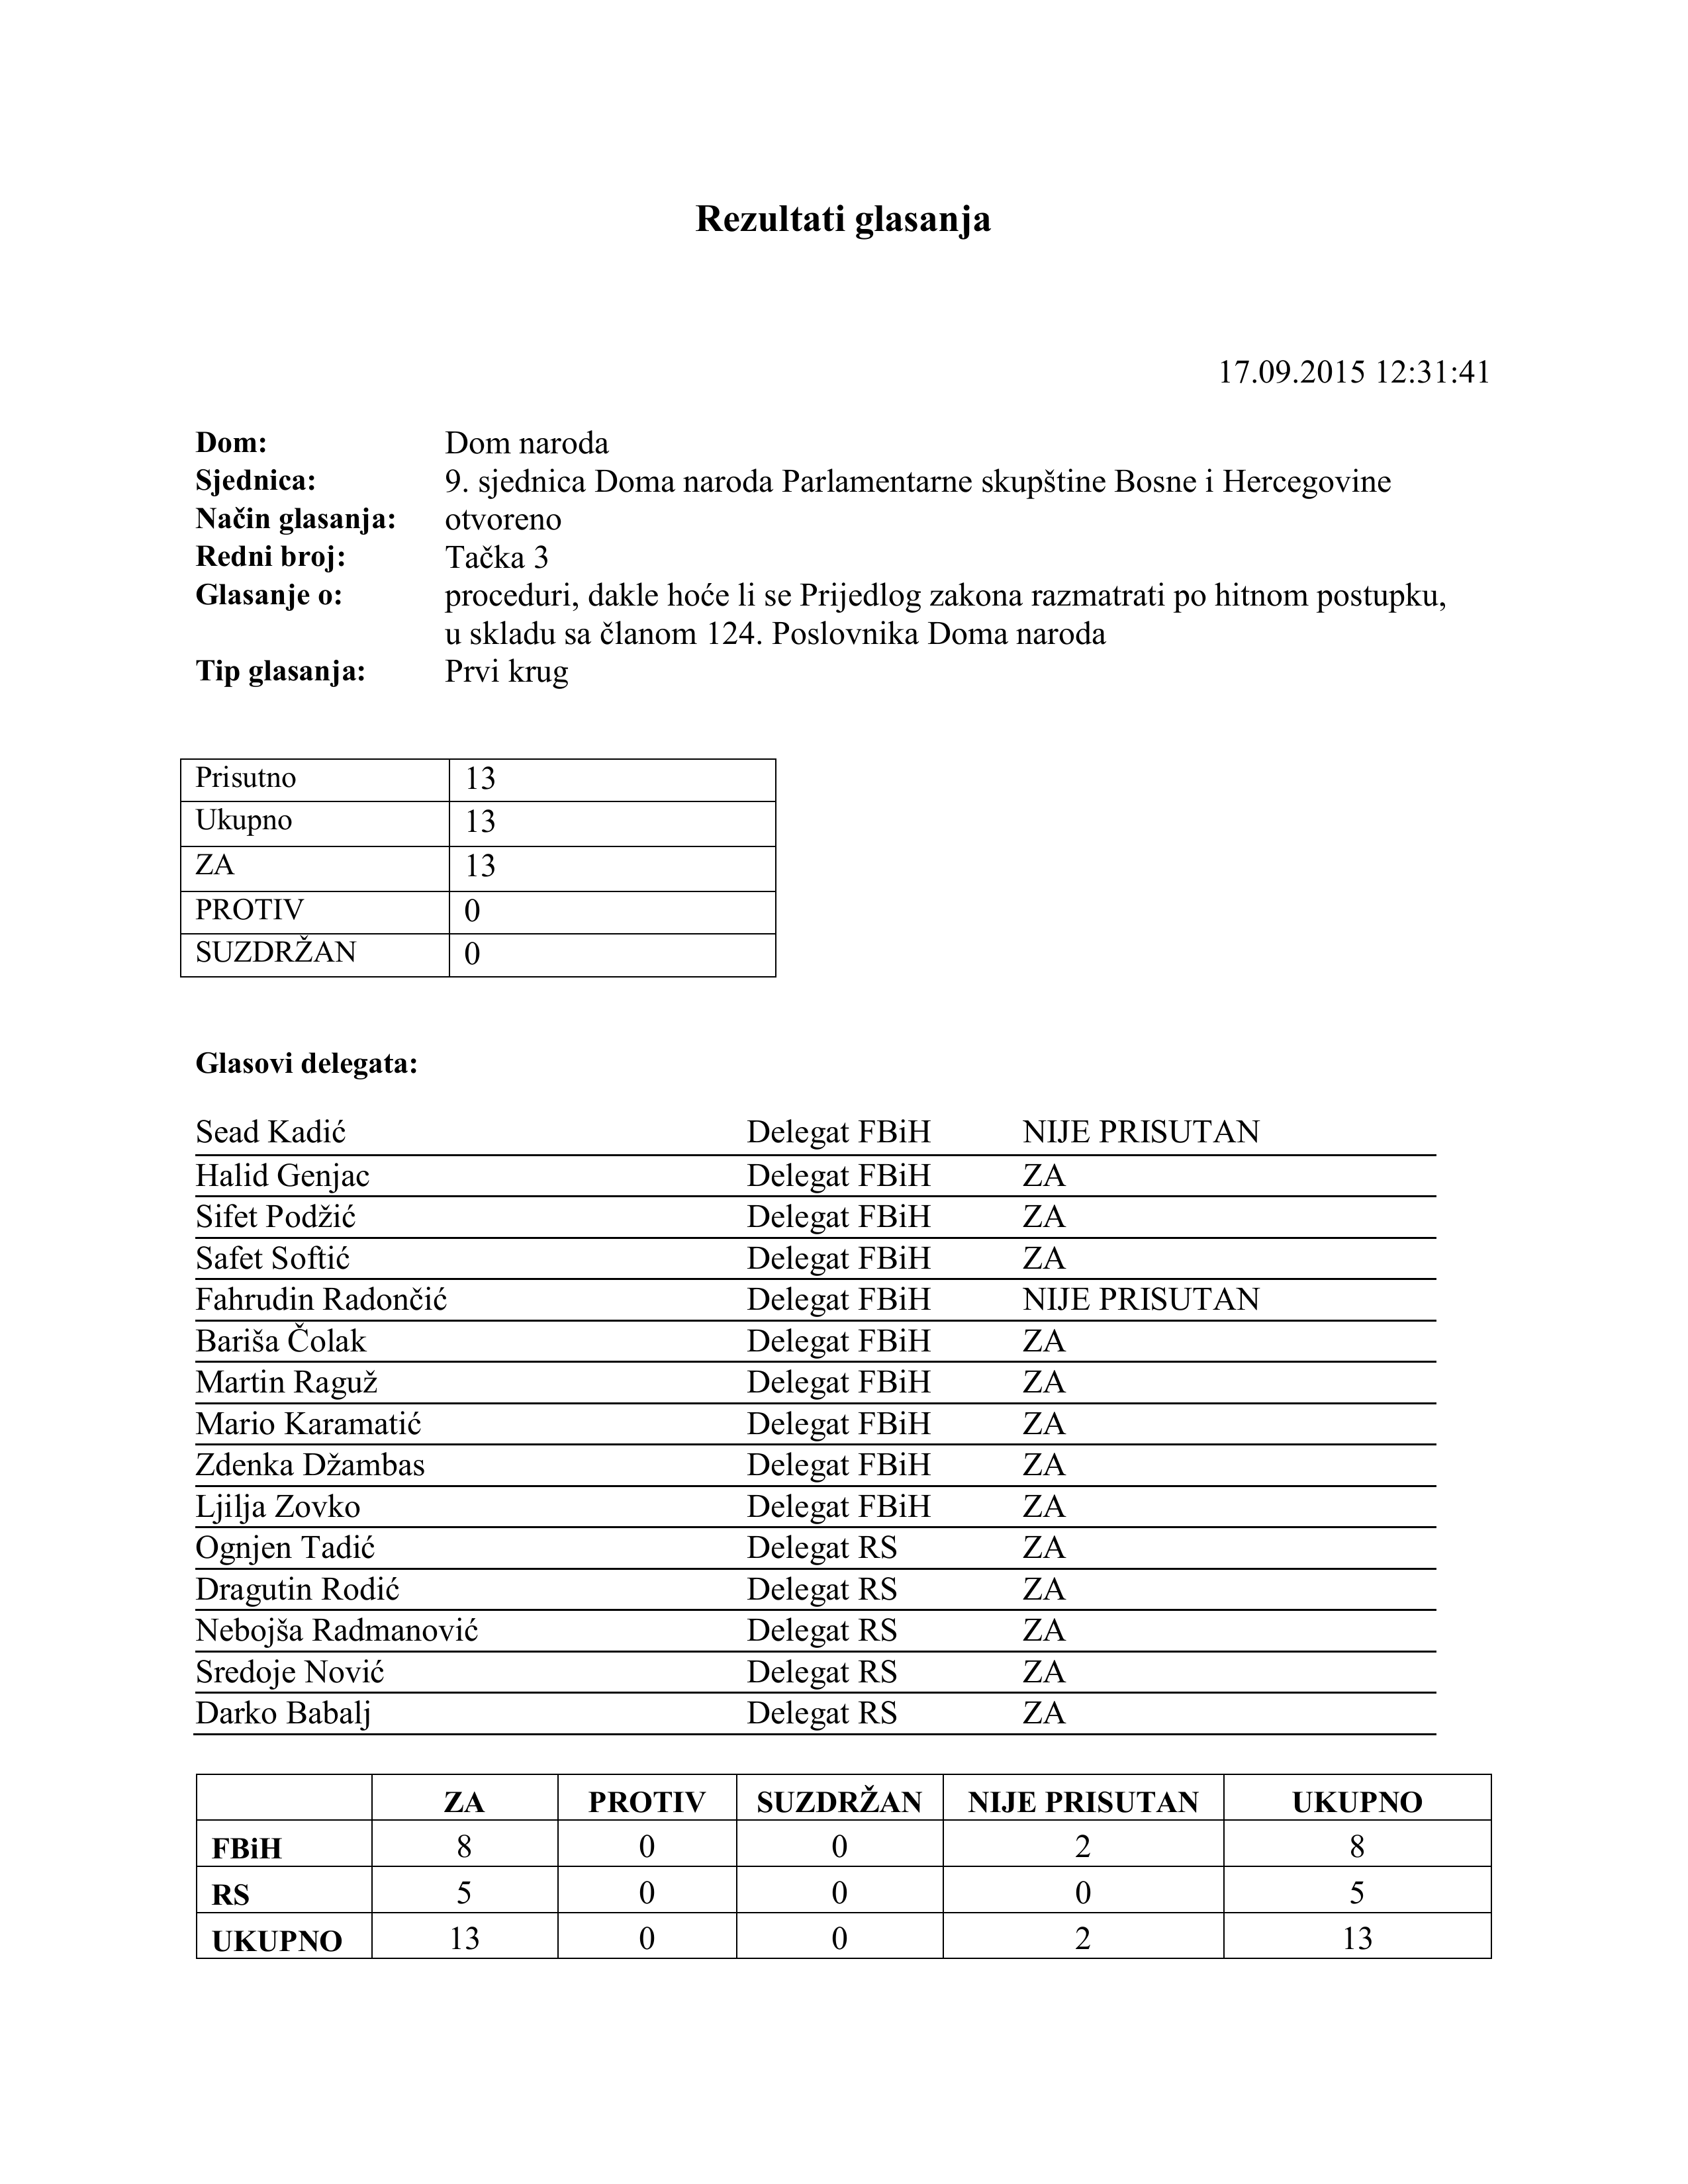 Rezultati glasanja
17.09.2015 12:31:41
Dom: Dom naroda
Sjednica: 9. sjednica Doma naroda Parlamentarne skupštine Bosne i Hercegovine
Način glasanja: otvoreno
Redni broj: Tačka 3
Glasanje o: proceduri, dakle hoće li se Prijedlog zakona razmatrati po hitnom postupku,
u skladu sa članom 124. Poslovnika Doma naroda
Tip glasanja: Prvi krug
Prisutno 13
Ukupno 13
ZA 13
PROTIV 0
SUZDRŽAN 0
Glasovi delegata:
Sead Kadić Delegat FBiH NIJE PRISUTAN
Halid Genjac Delegat FBiH ZA
Sifet Podžić Delegat FBiH ZA
Safet Softić Delegat FBiH ZA
Fahrudin Radončić Delegat FBiH NIJE PRISUTAN
Bariša Čolak Delegat FBiH ZA
Martin Raguž Delegat FBiH ZA
Mario Karamatić Delegat FBiH ZA
Zdenka Džambas Delegat FBiH ZA
Ljilja Zovko Delegat FBiH ZA
Ognjen Tadić Delegat RS ZA
Dragutin Rodić Delegat RS ZA
Nebojša Radmanović Delegat RS ZA
Sredoje Nović Delegat RS ZA
Darko Babalj Delegat RS ZA
ZA PROTIV SUZDRŽAN NIJE PRISUTAN UKUPNO
FBiH 8 0 0 2 8
RS 5 0 0 0 5
UKUPNO 13 0 0 2 13